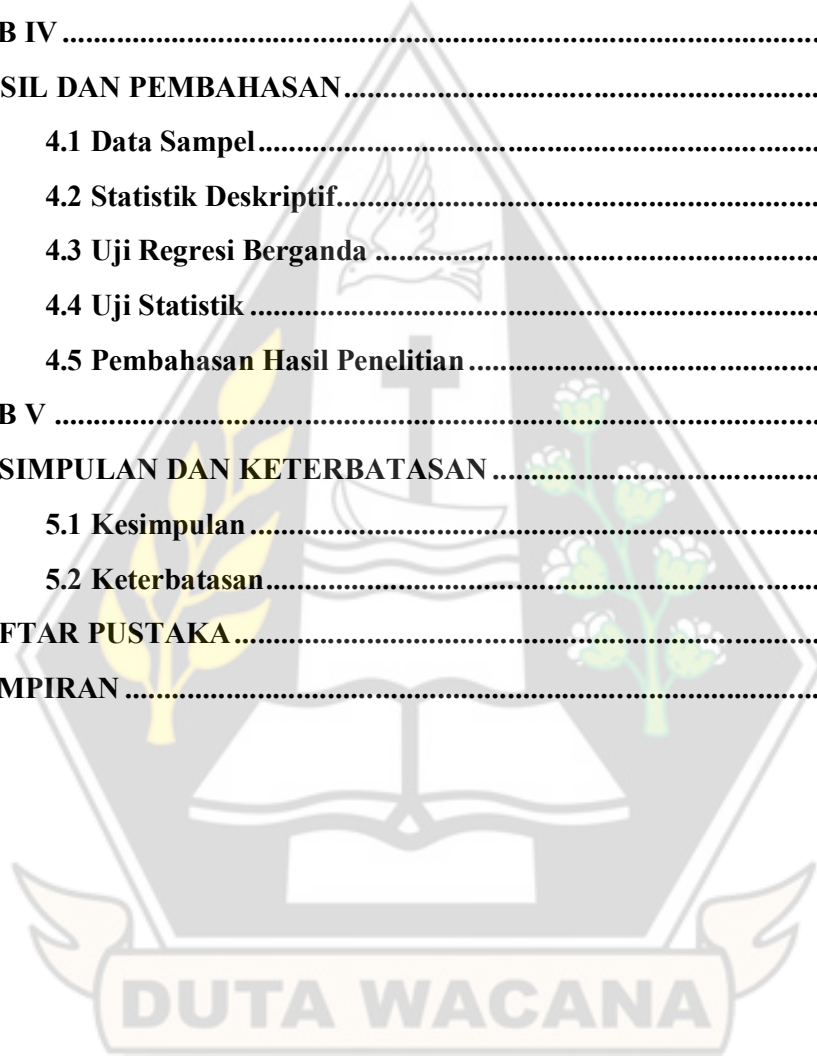 B IV ........................................................................................
SIL DAN PEMBAHASAN ........................................................................................
4.1 Data Sampel ........................................................................................
4.2 Statistik Deskriptif ........................................................................................
4.3 Uji Regresi Berganda ........................................................................................
4.4 Uji Statistik ........................................................................................
4.5 Pembahasan Hasil Penelitian ........................................................................................
B V ........................................................................................
SIMPULAN DAN KETERBATASAN ........................................................................................
5.1 Kesimpulan ........................................................................................
5.2 Keterbatasan ........................................................................................
FTAR PUSTAKA ........................................................................................
MPIRAN ........................................................................................
DUTA WACANA